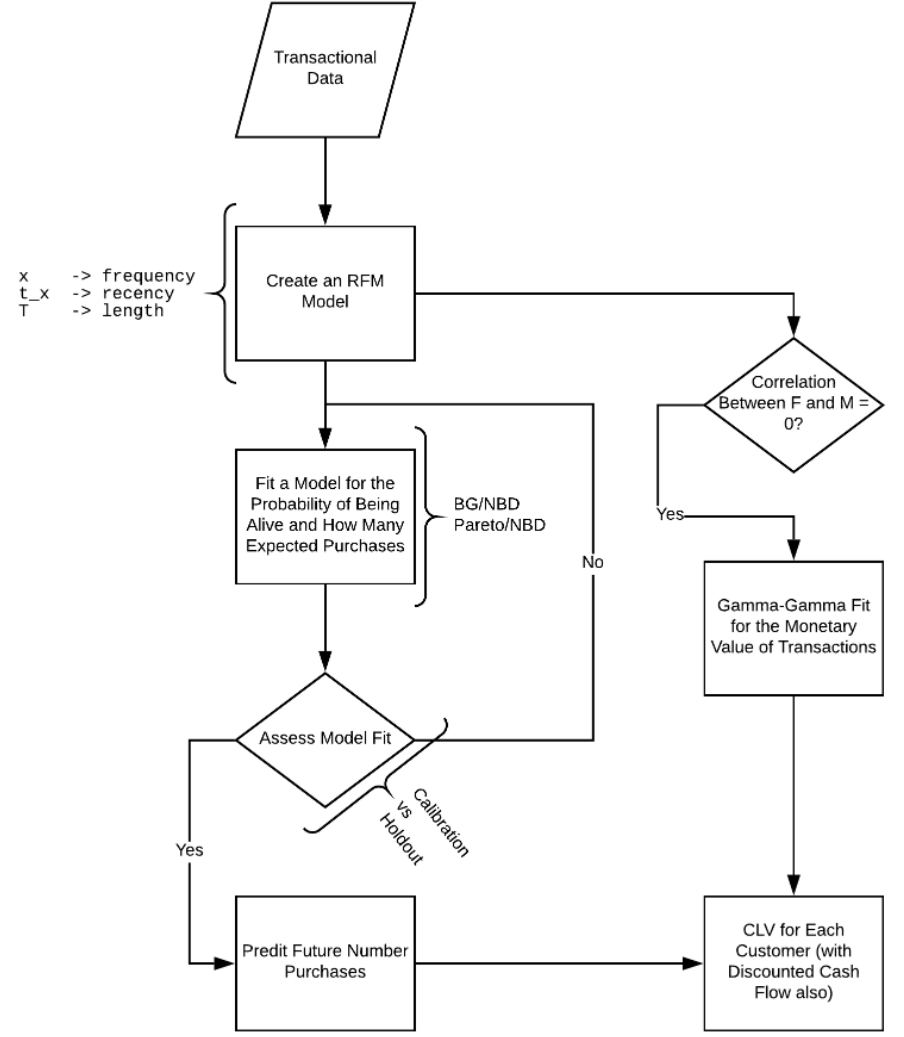 Transactional
Data
x    -> frequency
t_x  -> recency
T    -> length
Create an RFM
Model
Correlation
Between F and M =
0?
Fit a Model for the
Probability of Being
Alive and How Many
Expected Purchases
BG/NBD
Pareto/NBD
Yes
No
Gamma-Gamma Fit
for the Monetary
Value of Transactions
Assess Model Fit
Calibration
vs
Holdout
Yes
Predit Future Number
Purchases
CLV for Each
Customer (with
Discounted Cash
Flow also)